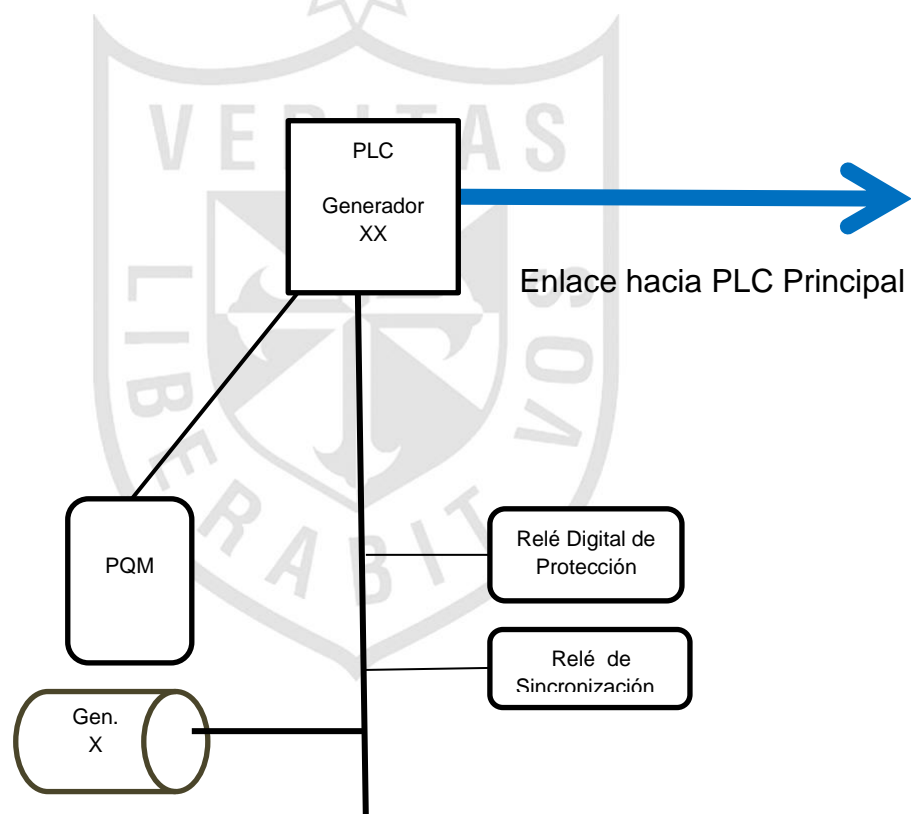 VERITAS
LIBERABIT VOS
PLC
Generador
XX
Enlace hacia PLC Principal
PQM
Relé Digital de
Protección
Relé de
Sincronización
Gen.
X